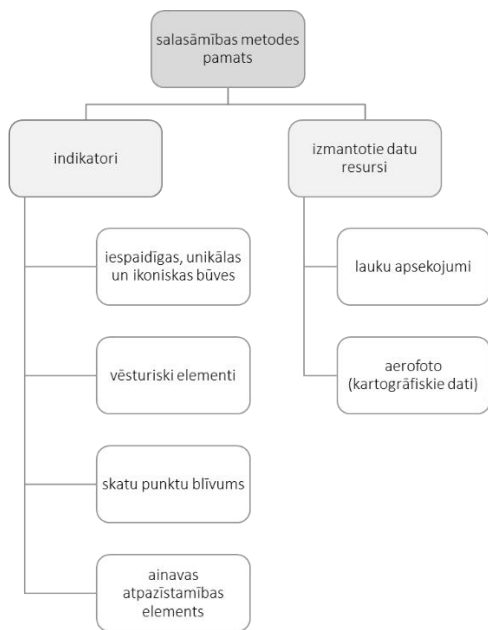 salasāmības metodes
pamats
indikatori
izmantotie datu
resursi
iespaidīgas, unikālas
un ikoniskas būves
lauku apsekojumi
vēsturiski elementi
aerofoto
(kartogrāfiskie dati)
skatu punktu blīvums
ainavas
atpazīstamības
elements